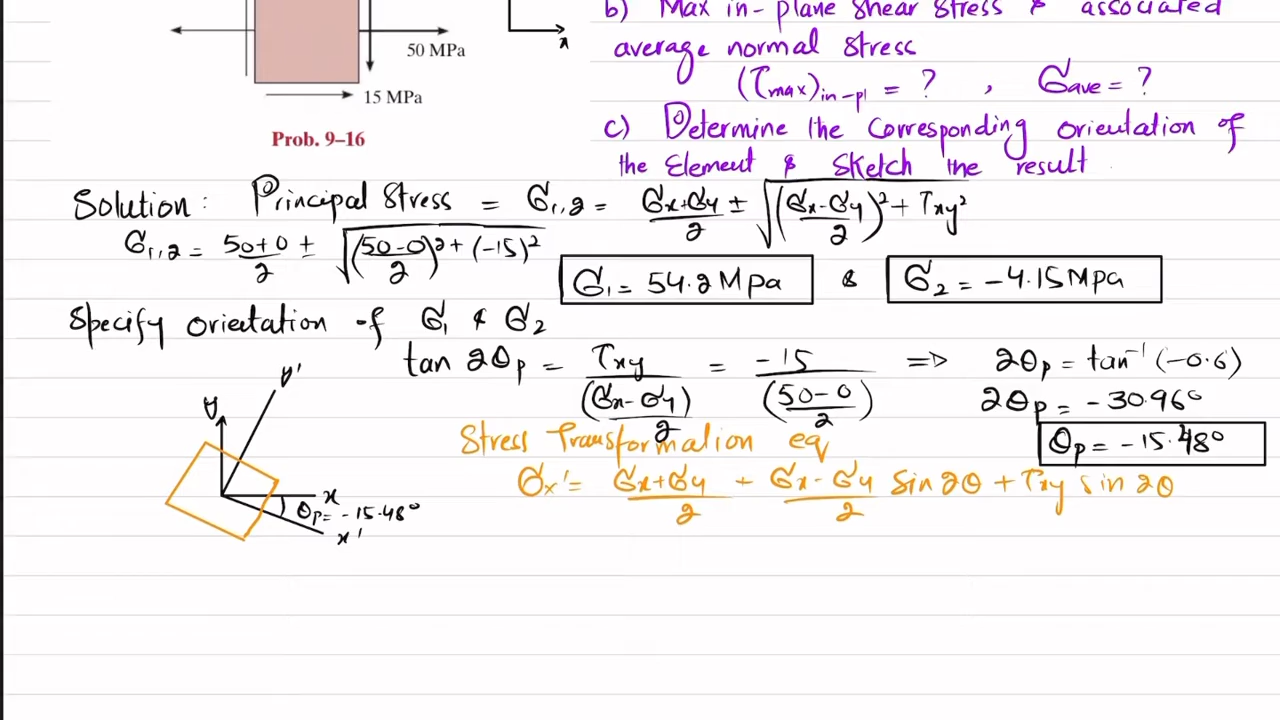 b) Max in-plane shear stress & associated
average normal stress
50 MPa
x
(τmax)in-pl = ? , σave = ?
15 MPa
c) Determine the corresponding orientation of
the Element & sketch the result
Prob. 9–16
Solution: Principal Stress = σ1,2 = (σx+σy)/2 ± √(((σx-σy)/2)² + τxy²)
σ1,2 = (50+0)/2 ± √(((50-0)/2)² + (-15)²)
σ1 = 54.2 MPa & σ2 = -4.15 MPa
Specify orietation of σ1 & σ2
tan 2θp = τxy/((σx-σy)/2) = -15/((50-0)/2) => 2θp = tan⁻¹(-0.6)
2θp = -30.96°
θp = -15.48°
y'
y
x
θp = -15.48°
x'
Stress Transformation eq
σx' = (σx+σy)/2 + (σx-σy)/2 sin 2θ + τxy sin 2θ